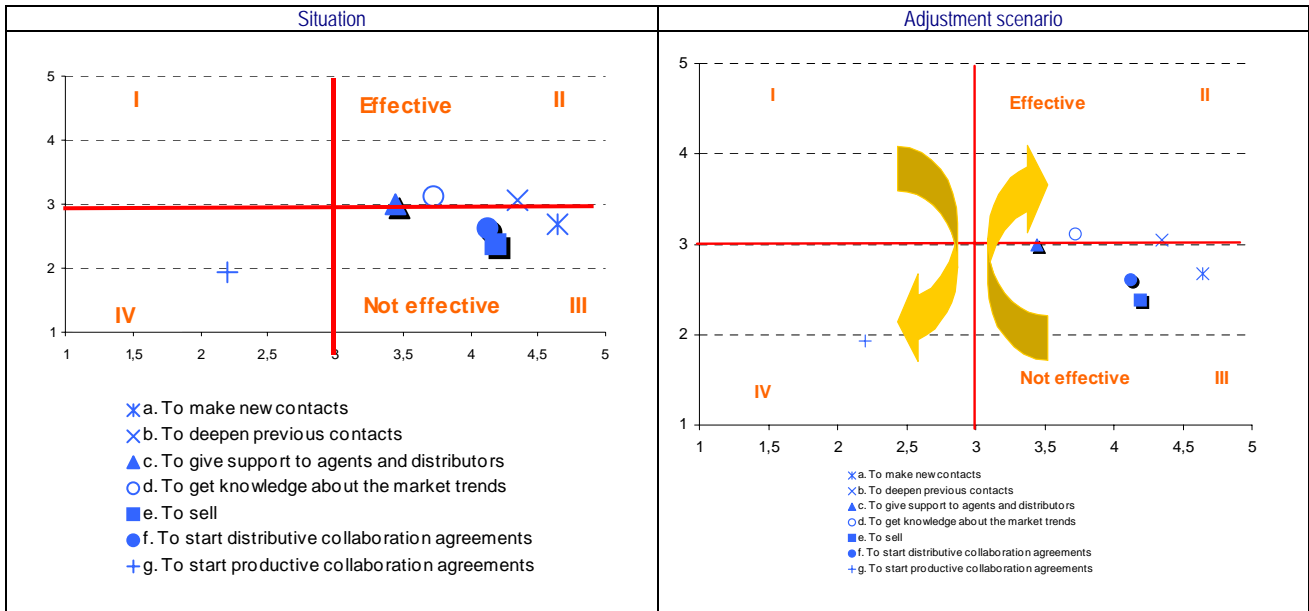 Situation
Adjustment scenario
5
I
Effective
II
4
3
2
IV
Not effective
III
1
1
1,5
2
2,5
3
3,5
4
4,5
5
a. To make new contacts
b. To deepen previous contacts
c. To give support to agents and distributors
d. To get knowledge about the market trends
e. To sell
f. To start distributive collaboration agreements
g. To start productive collaboration agreements
5
I
Effective
II
4
3
2
IV
Not effective
III
1
1
1,5
2
2,5
3
3,5
4
4,5
5
a. To make new contacts
b. To deepen previous contacts
c. To give support to agents and distributors
d. To get knowledge about the market trends
e. To sell
f. To start distributive collaboration agreements
g. To start productive collaboration agreements